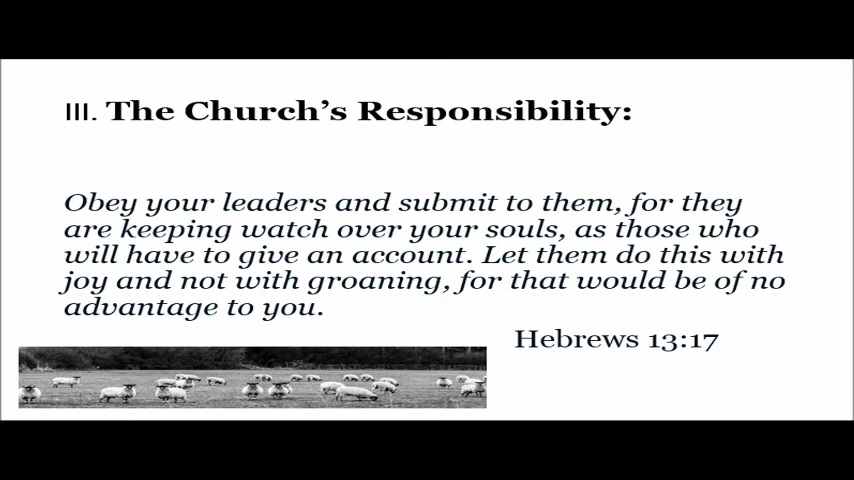 III. The Church's Responsibility:
Obey your leaders and submit to them, for they
are keeping watch over your souls, as those who
will have to give an account. Let them do this with
joy and not with groaning, for that would be of no
advantage to you.
Hebrews 13:17